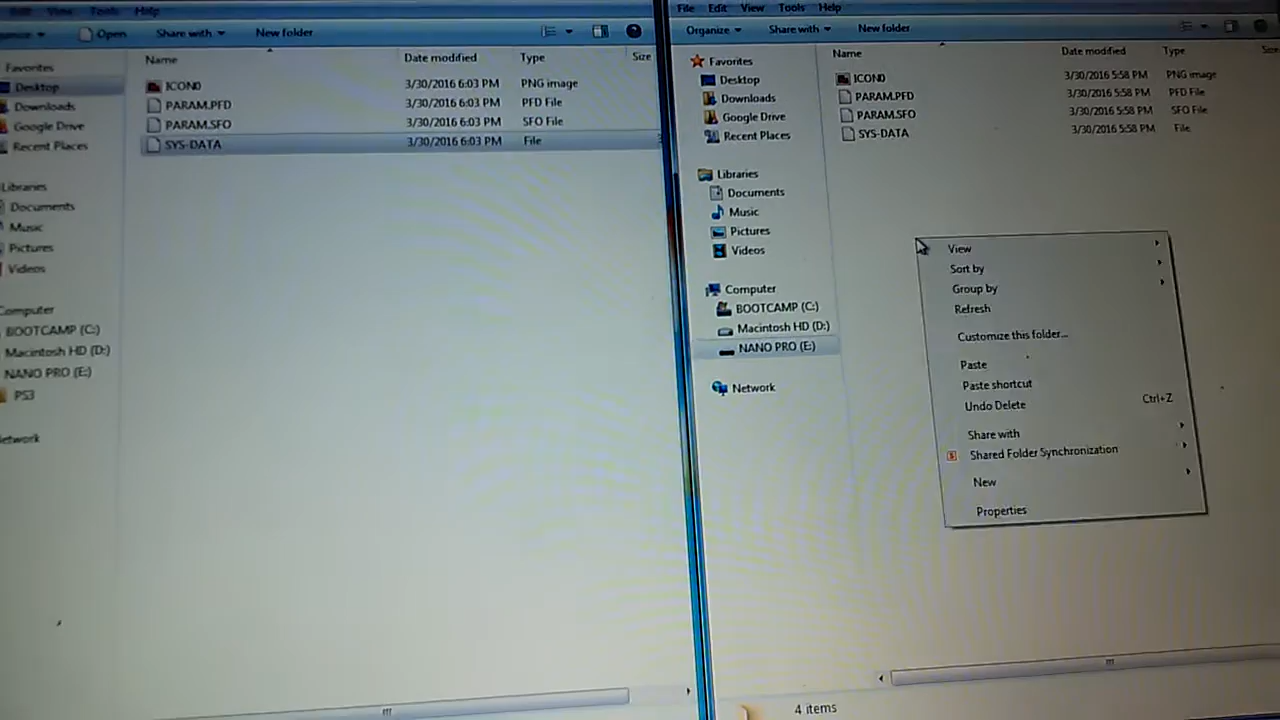 Edit View Tools Help
Open Share with New folder
Favorites
Desktop
Downloads
Google Drive
Recent Places
Libraries
Documents
Music
Pictures
Videos
Computer
BOOTCAMP (C:)
Macintosh HD (D:)
NANO PRO (E:)
PS3
Name Date modified Type Size
ICON0 3/30/2016 6:03 PM PNG image
PARAM.PFD 3/30/2016 6:03 PM PFD File
PARAM.SFO 3/30/2016 6:03 PM SFO File
SYS-DATA 3/30/2016 6:03 PM File
File Edit View Tools Help
Organize Share with New folder
Favorites
Desktop
Downloads
Google Drive
Recent Places
Libraries
Documents
Music
Pictures
Videos
Computer
BOOTCAMP (C:)
Macintosh HD (D:)
NANO PRO (E:)
Network
Name Date modified Type
ICON0 3/30/2016 5:58 PM PNG image
PARAM.PFD 3/30/2016 5:58 PM PFD File
PARAM.SFO 3/30/2016 5:58 PM SFO File
SYS-DATA 3/30/2016 5:58 PM File
View
Sort by
Group by
Refresh
Customize this folder...
Paste
Paste shortcut
Undo Delete Ctrl+Z
Share with
S Shared Folder Synchronization
New
Properties
4 items